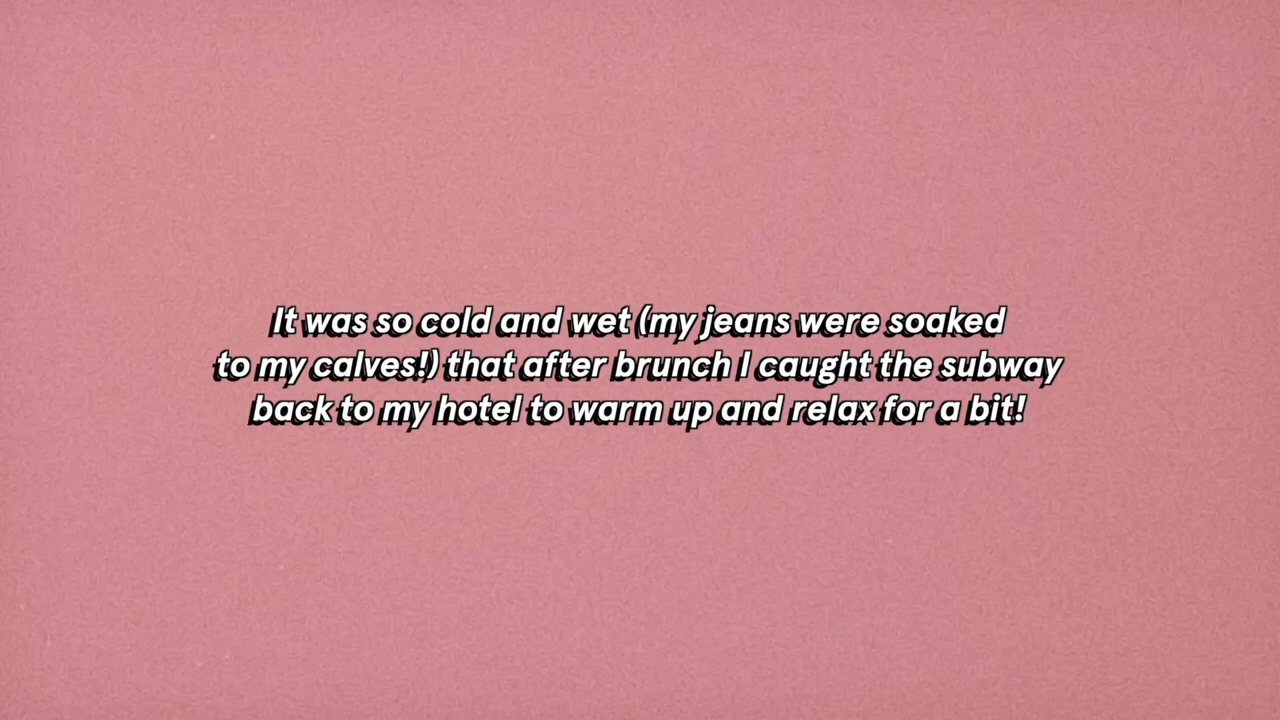 It was so cold and wet (my jeans were soaked
to my calves!) that after brunch I caught the subway
back to my hotel to warm up and relax for a bit!